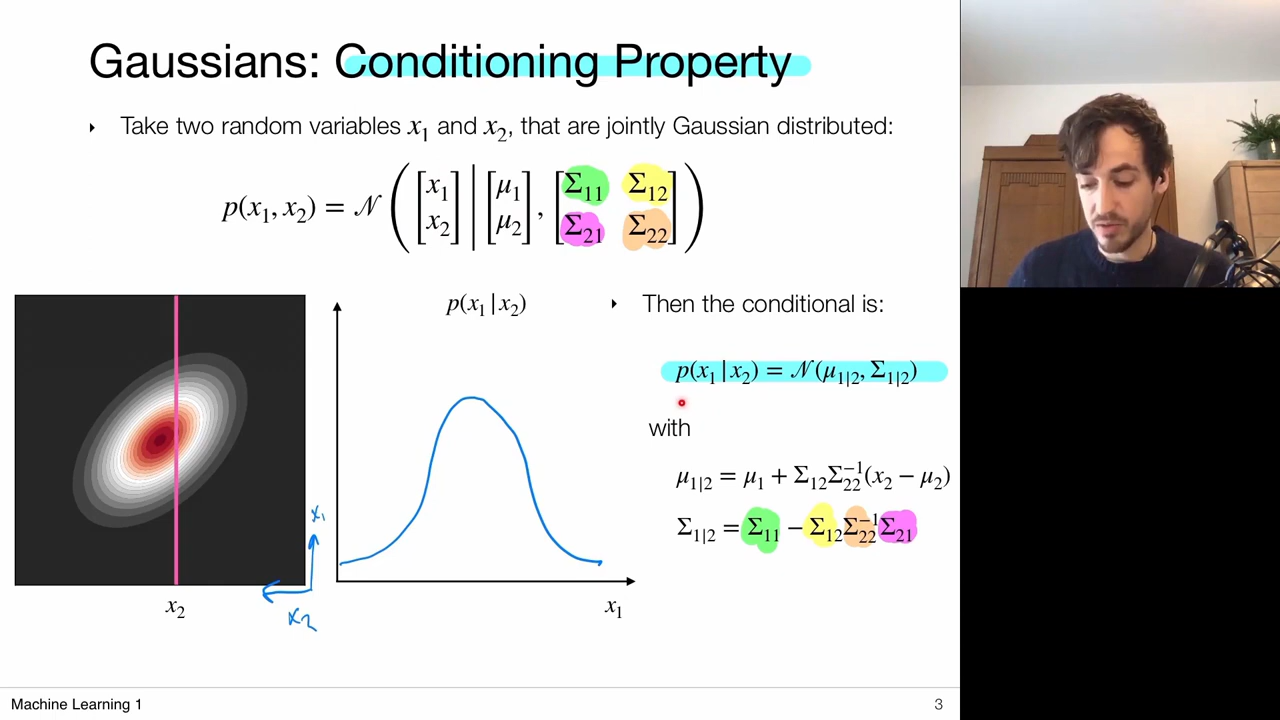 Gaussians: Conditioning Property
‣ Take two random variables x₁ and x₂, that are jointly Gaussian distributed:
p(x₁, x₂) = 𝒩 ( [x₁ x₂] | [μ₁ μ₂], [Σ₁₁ Σ₁₂ Σ₂₁ Σ₂₂] )
p(x₁|x₂)
‣ Then the conditional is:
p(x₁|x₂) = 𝒩(μ₁|₂, Σ₁|₂)
with
μ₁|₂ = μ₁ + Σ₁₂Σ₂₂⁻¹(x₂ − μ₂)
Σ₁|₂ = Σ₁₁ − Σ₁₂Σ₂₂⁻¹Σ₂₁
x₁
x₂
x₂
x₁
Machine Learning 1
3